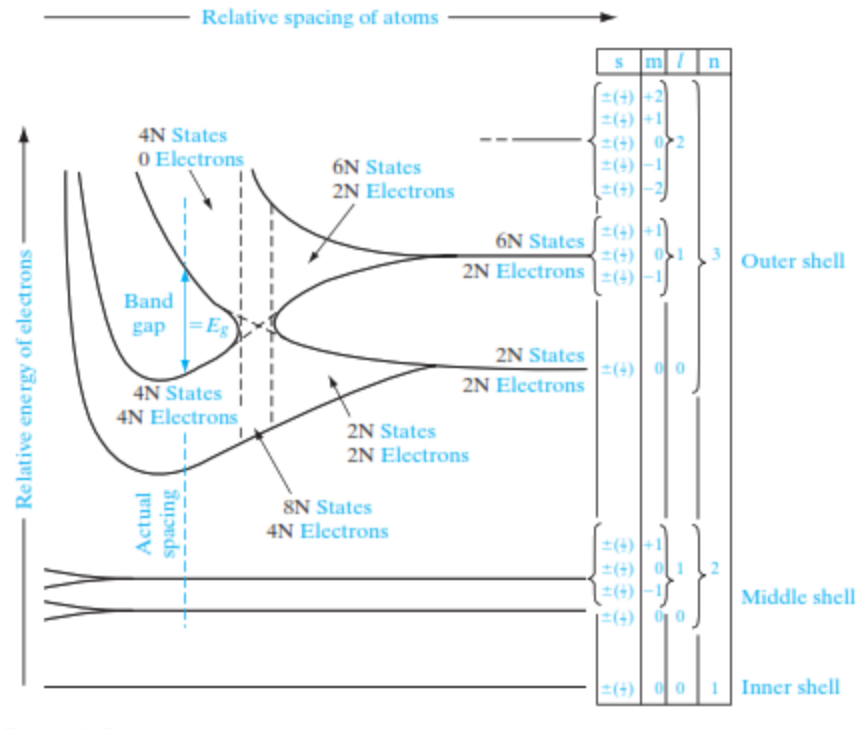 Relative spacing of atoms
s m l n
±(½) +2
±(½) +1
±(½) 0 2
±(½) −1
±(½) −2
4N States
0 Electrons
6N States
2N Electrons
±(½) +1
6N States
±(½) 0 1 3 Outer shell
2N Electrons
±(½) −1
Relative energy of electrons
Band
gap
= Eg
2N States
±(½) 0 0
2N Electrons
4N States
4N Electrons
2N States
2N Electrons
8N States
4N Electrons
Actual
spacing
±(½) +1
±(½) 0 1 2
±(½) −1
Middle shell
±(½) 0 0
±(½) 0 0 1 Inner shell